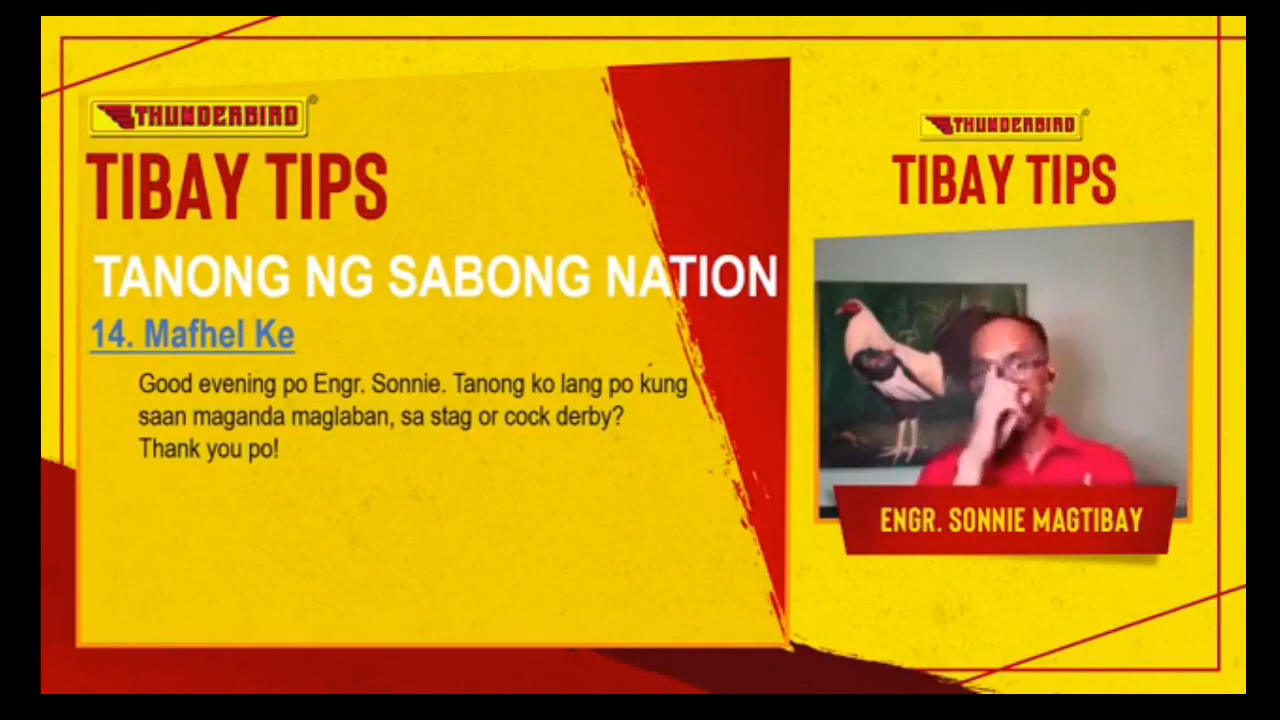 THUNDERBIRD
TIBAY TIPS
TANONG NG SABONG NATION
14. Mafhel Ke
Good evening po Engr. Sonnie. Tanong ko lang po kung
saan maganda maglaban, sa stag or cock derby?
Thank you po!
THUNDERBIRD
TIBAY TIPS
ENGR. SONNIE MAGTIBAY